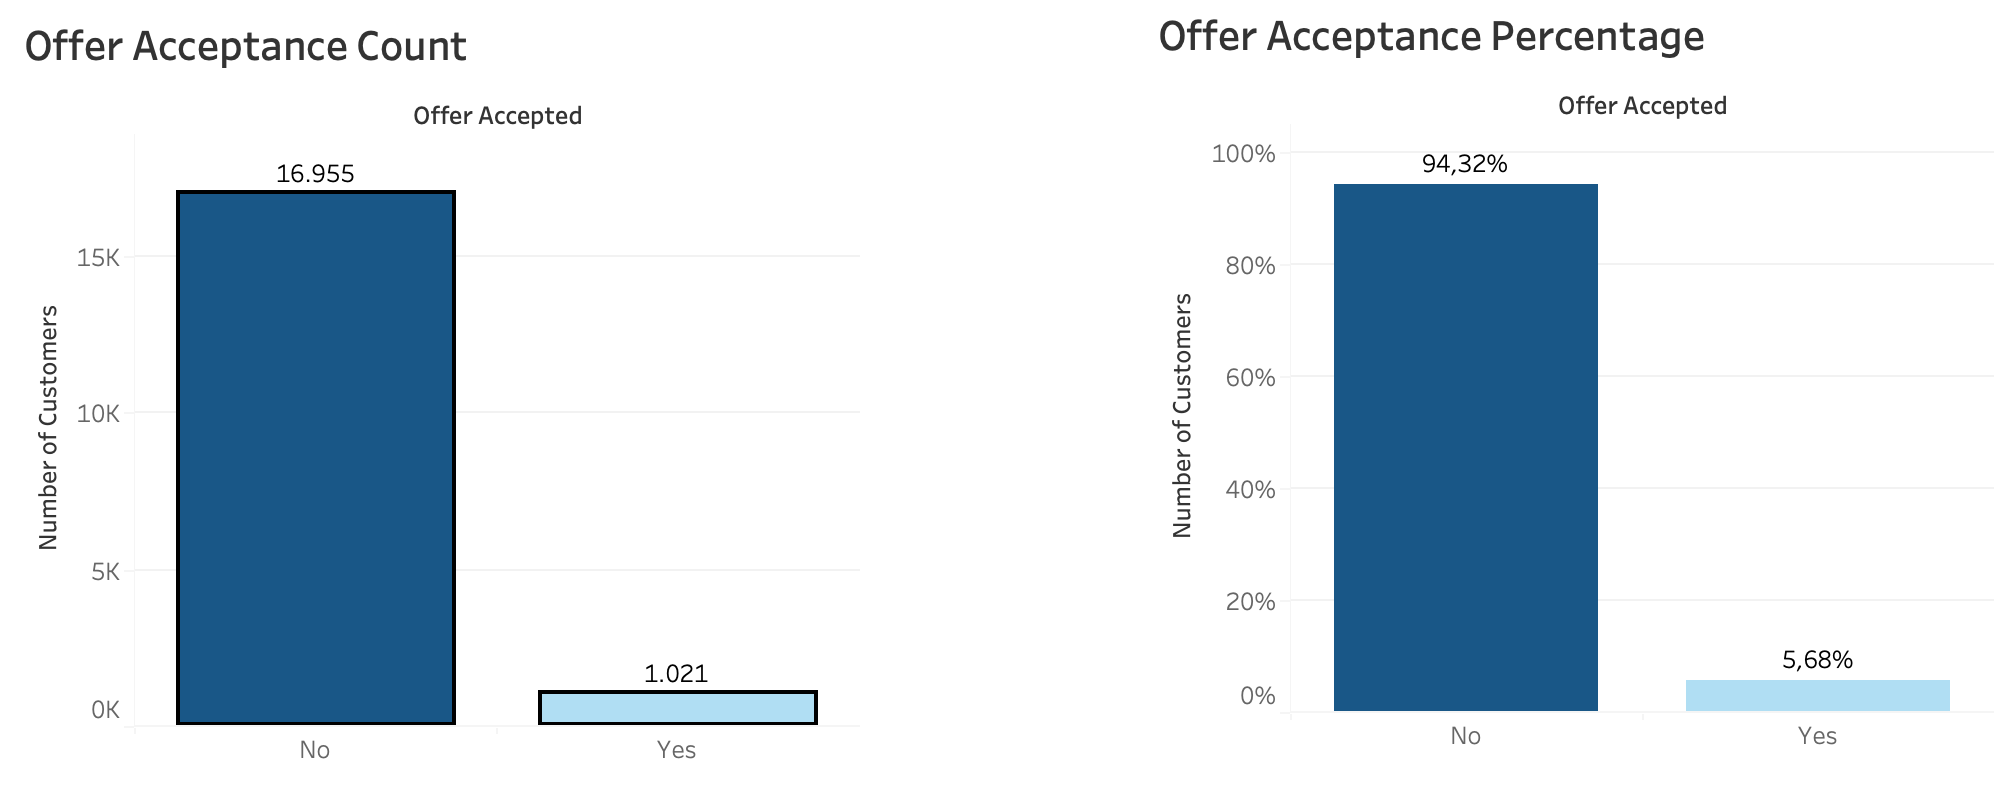 Offer Acceptance Count
Offer Accepted
16.955
15K
10K
5K
1.021
0K
Number of Customers
No
Yes
Offer Acceptance Percentage
Offer Accepted
100%
94,32%
80%
60%
40%
20%
5,68%
0%
Number of Customers
No
Yes